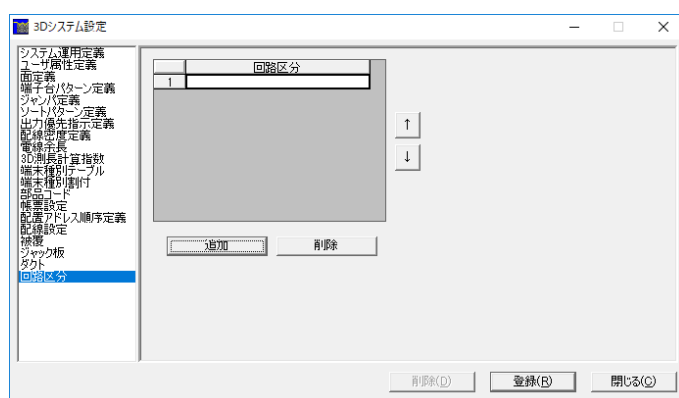 3Dシステム設定
システム運用定義
ユーザ属性定義
面定義
端子台パターン定義
ジャンパ定義
ソートパターン定義
出力優先指示定義
配線密度定義
電線余長
3D測長計算指数
端末種別テーブル
端末種別割付
部品コード
帳票設定
配置アドレス順序定義
配線設定
被覆
ジャック板
ダクト
回路区分
回路区分
1
↑
↓
追加 削除
削除(D) 登録(R) 閉じる(C)